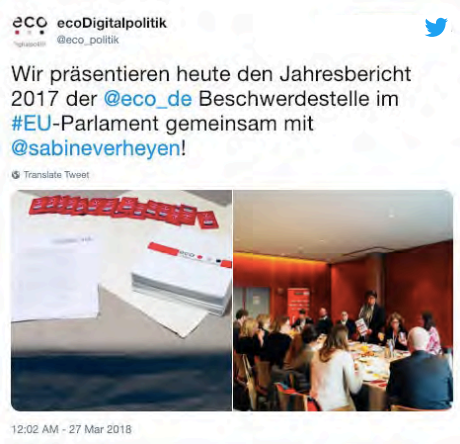 eco
ecoDigitalpolitik
@eco_politik
Wir präsentieren heute den Jahresbericht
2017 der @eco_de Beschwerdestelle im
#EU-Parlament gemeinsam mit
@sabineverheyen!
Translate Tweet
eco
12:02 AM - 27 Mar 2018